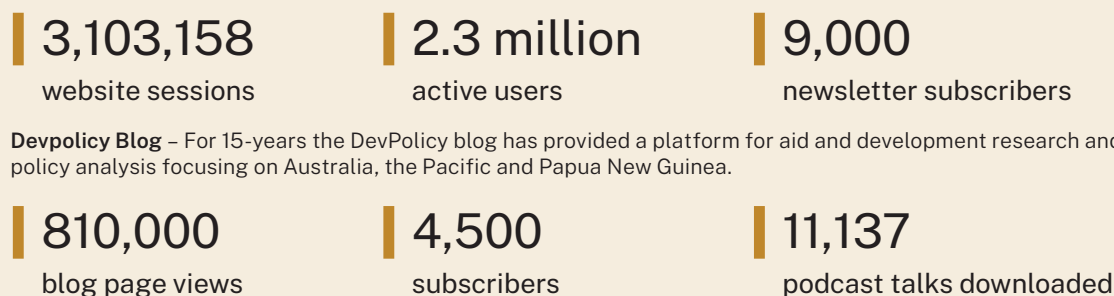 3,103,158 2.3 million 9,000
website sessions active users newsletter subscribers
Devpolicy Blog – For 15-years the DevPolicy blog has provided a platform for aid and development research and
policy analysis focusing on Australia, the Pacific and Papua New Guinea.
810,000 4,500 11,137
blog page views subscribers podcast talks downloaded